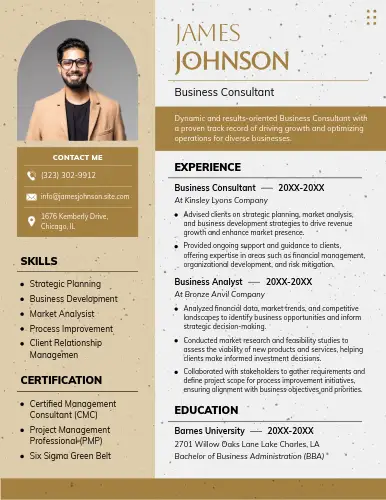 JAMES
JOHNSON
Business Consultant
Dynamic and results-oriented Business Consultant with
a proven track record of driving growth and optimizing
operations for diverse businesses.
CONTACT ME
(323) 302-9912
info@jamesjohnson.site.com
1676 Kemberly Drive,
Chicago, IL
SKILLS
Strategic Planning
Business Development
Market Analysist
Process Improvement
Client Relationship
Managemen
CERTIFICATION
Certified Management
Consultant (CMC)
Project Management
Professional (PMP)
Six Sigma Green Belt
EXPERIENCE
Business Consultant — 20XX-20XX
At Kinsley Lyons Company
Advised clients on strategic planning, market analysis,
and business development strategies to drive revenue
growth and enhance market presence.
Provided ongoing support and guidance to clients,
offering expertise in areas such as financial management,
organizational development, and risk mitigation.
Business Analyst — 20XX-20XX
At Bronze Anvil Company
Analyzed financial data, market trends, and competitive
landscapes to identify business opportunities and inform
strategic decision-making.
Conducted market research and feasibility studies to
assess the viability of new products and services, helping
clients make informed investment decisions.
Collaborated with stakeholders to gather requirements and
define project scope for process improvement initiatives,
ensuring alignment with business objectives and priorities.
EDUCATION
Barnes University — 20XX-20XX
2701 Willow Oaks Lane Lake Charles, LA
Bachelor of Business Administration (BBA)